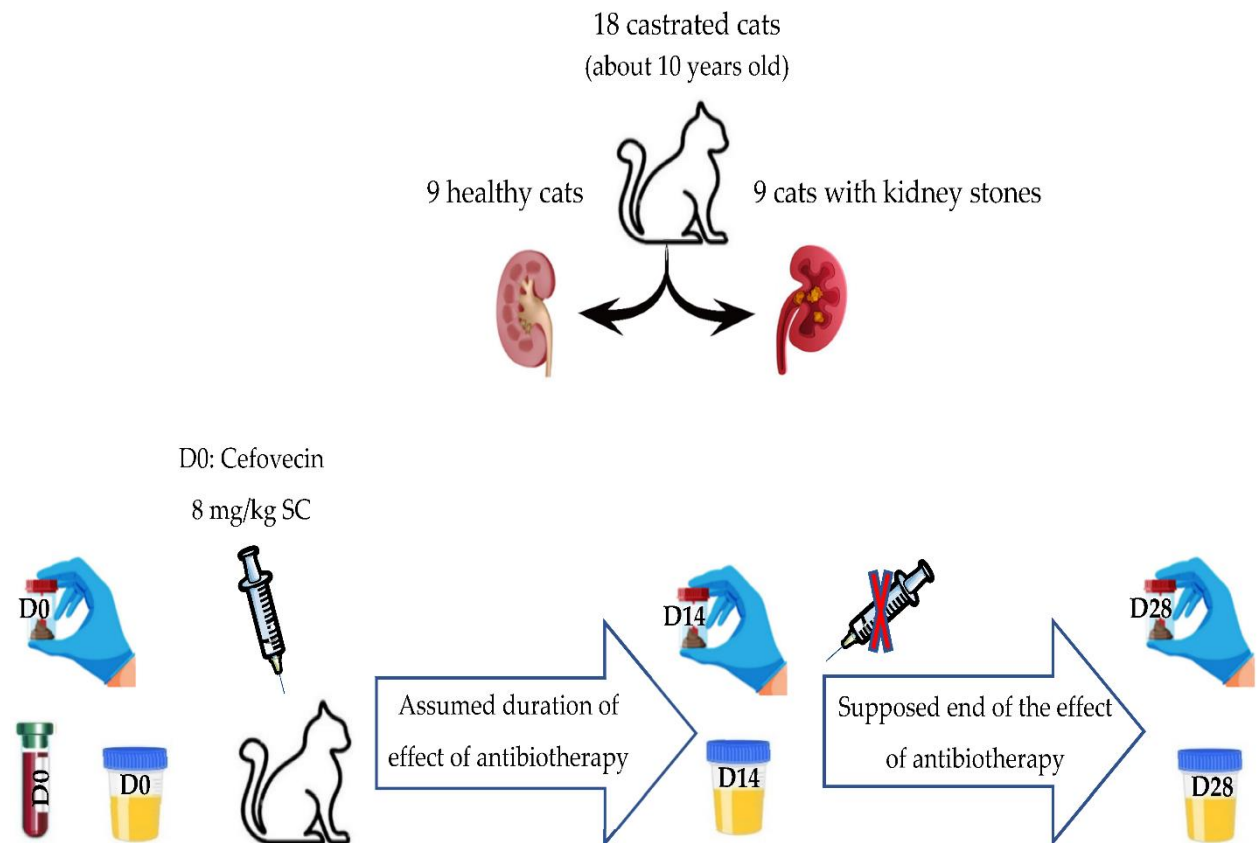 18 castrated cats
(about 10 years old)
9 healthy cats
9 cats with kidney stones
D0: Cefovecin
8 mg/kg SC
D0
D14
D28
D0
D0
Assumed duration of
effect of antibiotherapy
D14
Supposed end of the effect
of antibiotherapy
D28